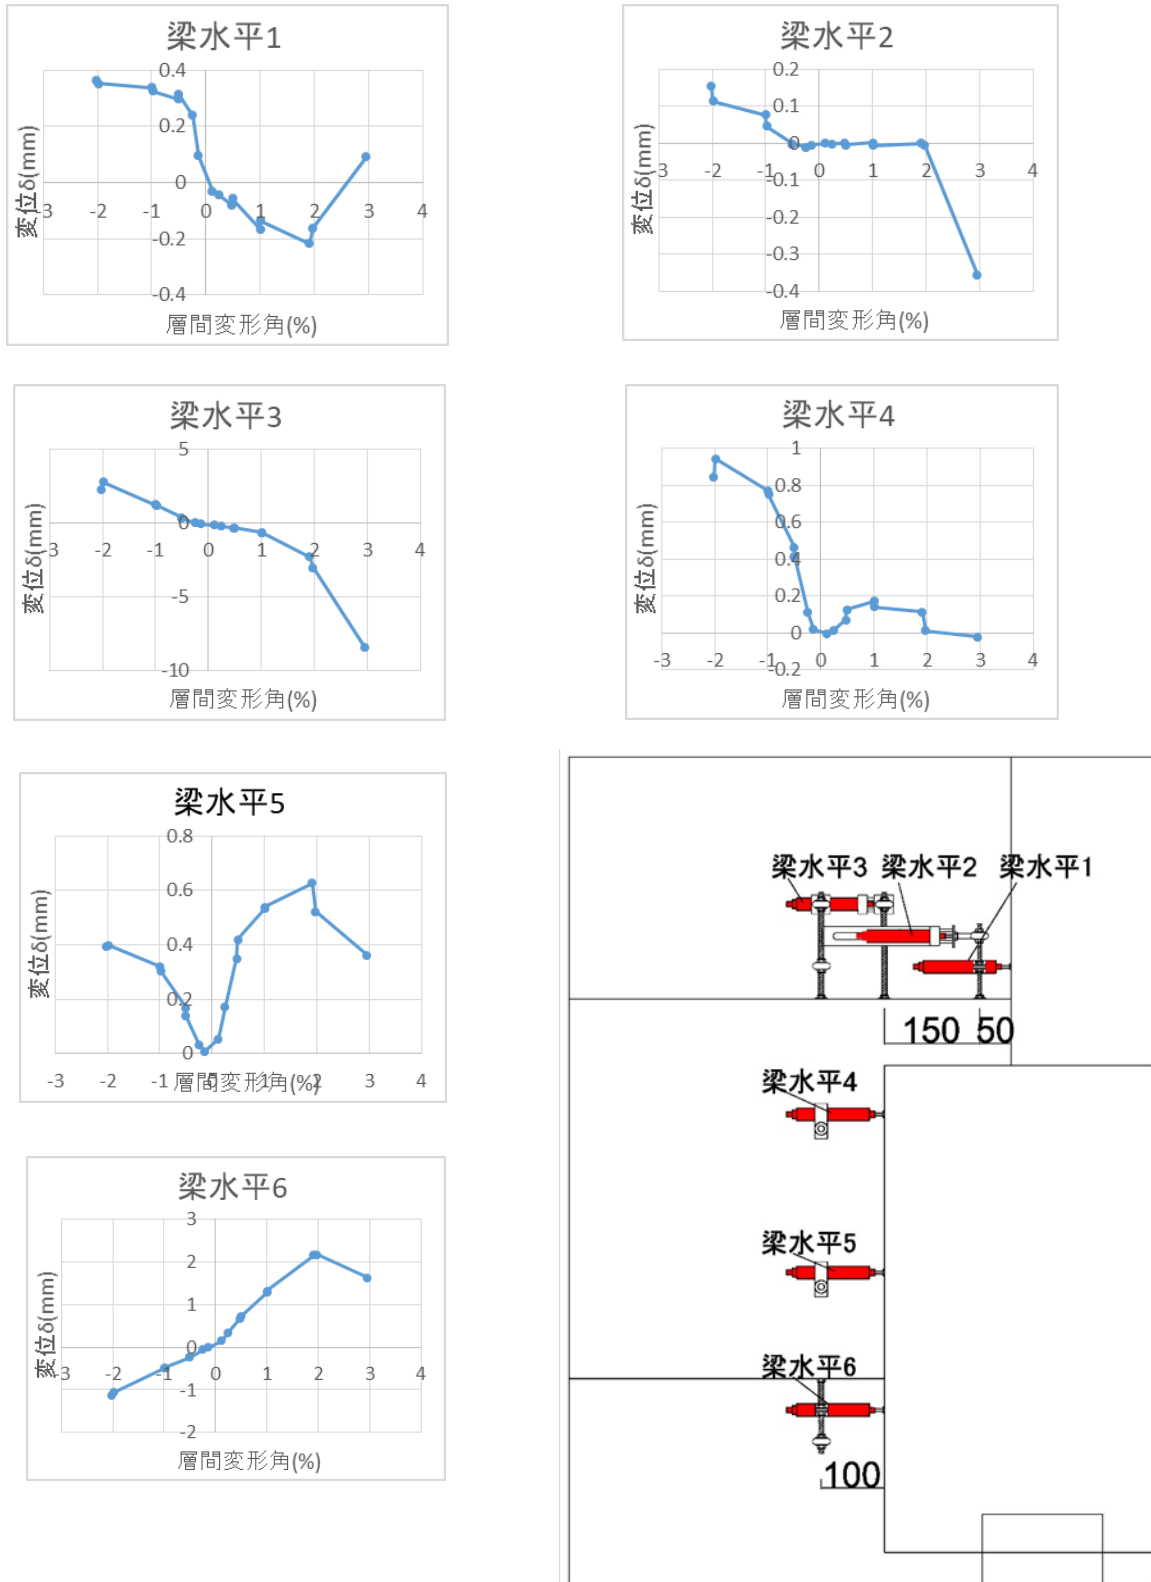 梁水平1
0.4
0.2
0
-0.2
-0.4
-3 -2 -1 0 1 2 3 4
変位δ(mm)
層間変形角(%)
梁水平2
0.2
0.1
0
-0.1
-0.2
-0.3
-0.4
-3 -2 -1 0 1 2 3 4
変位δ(mm)
層間変形角(%)
梁水平3
5
0
-5
-10
-3 -2 -1 0 1 2 3 4
変位δ(mm)
層間変形角(%)
梁水平4
1
0.8
0.6
0.4
0.2
0
-0.2
-3 -2 -1 0 1 2 3 4
変位δ(mm)
層間変形角(%)
梁水平5
0.8
0.6
0.4
0.2
0
-3 -2 -1 0 1 2 3 4
変位δ(mm)
層間変形角(%)
梁水平6
3
2
1
0
-1
-2
-3 -2 -1 0 1 2 3 4
変位δ(mm)
層間変形角(%)
梁水平3 梁水平2 梁水平1
150 50
梁水平4
梁水平5
梁水平6
100